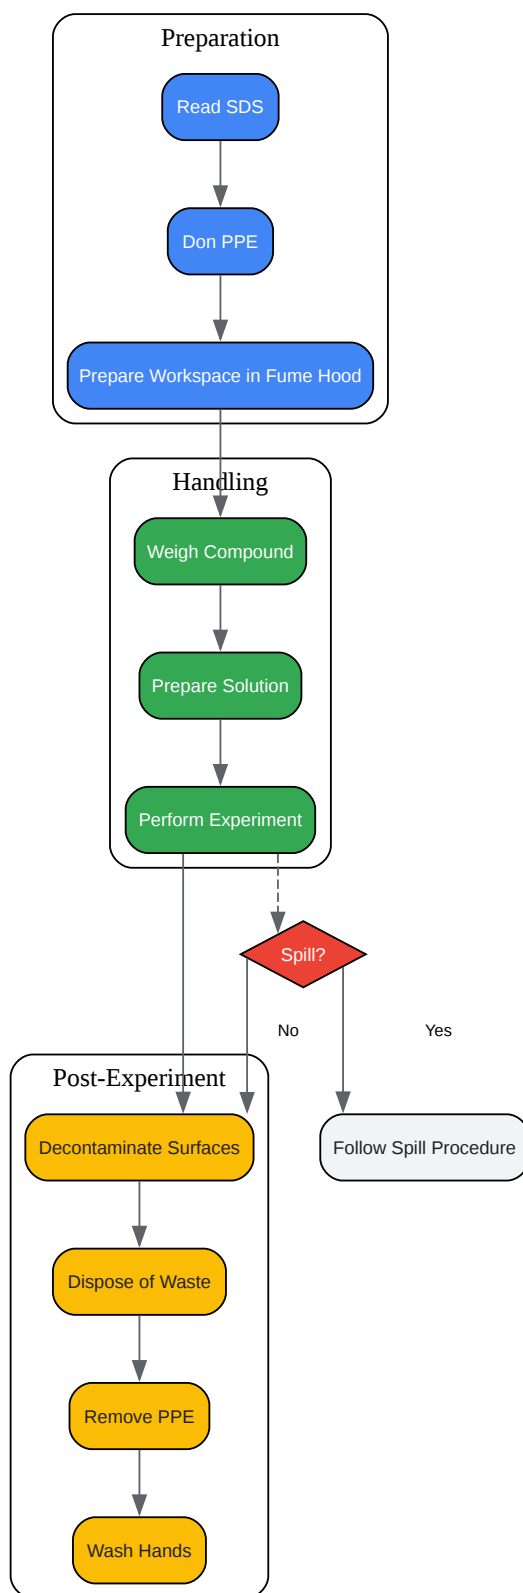 Preparation
Read SDS
Don PPE
Prepare Workspace in Fume Hood
Handling
Weigh Compound
Prepare Solution
Perform Experiment
Spill?
No
Yes
Post-Experiment
Decontaminate Surfaces
Follow Spill Procedure
Dispose of Waste
Remove PPE
Wash Hands